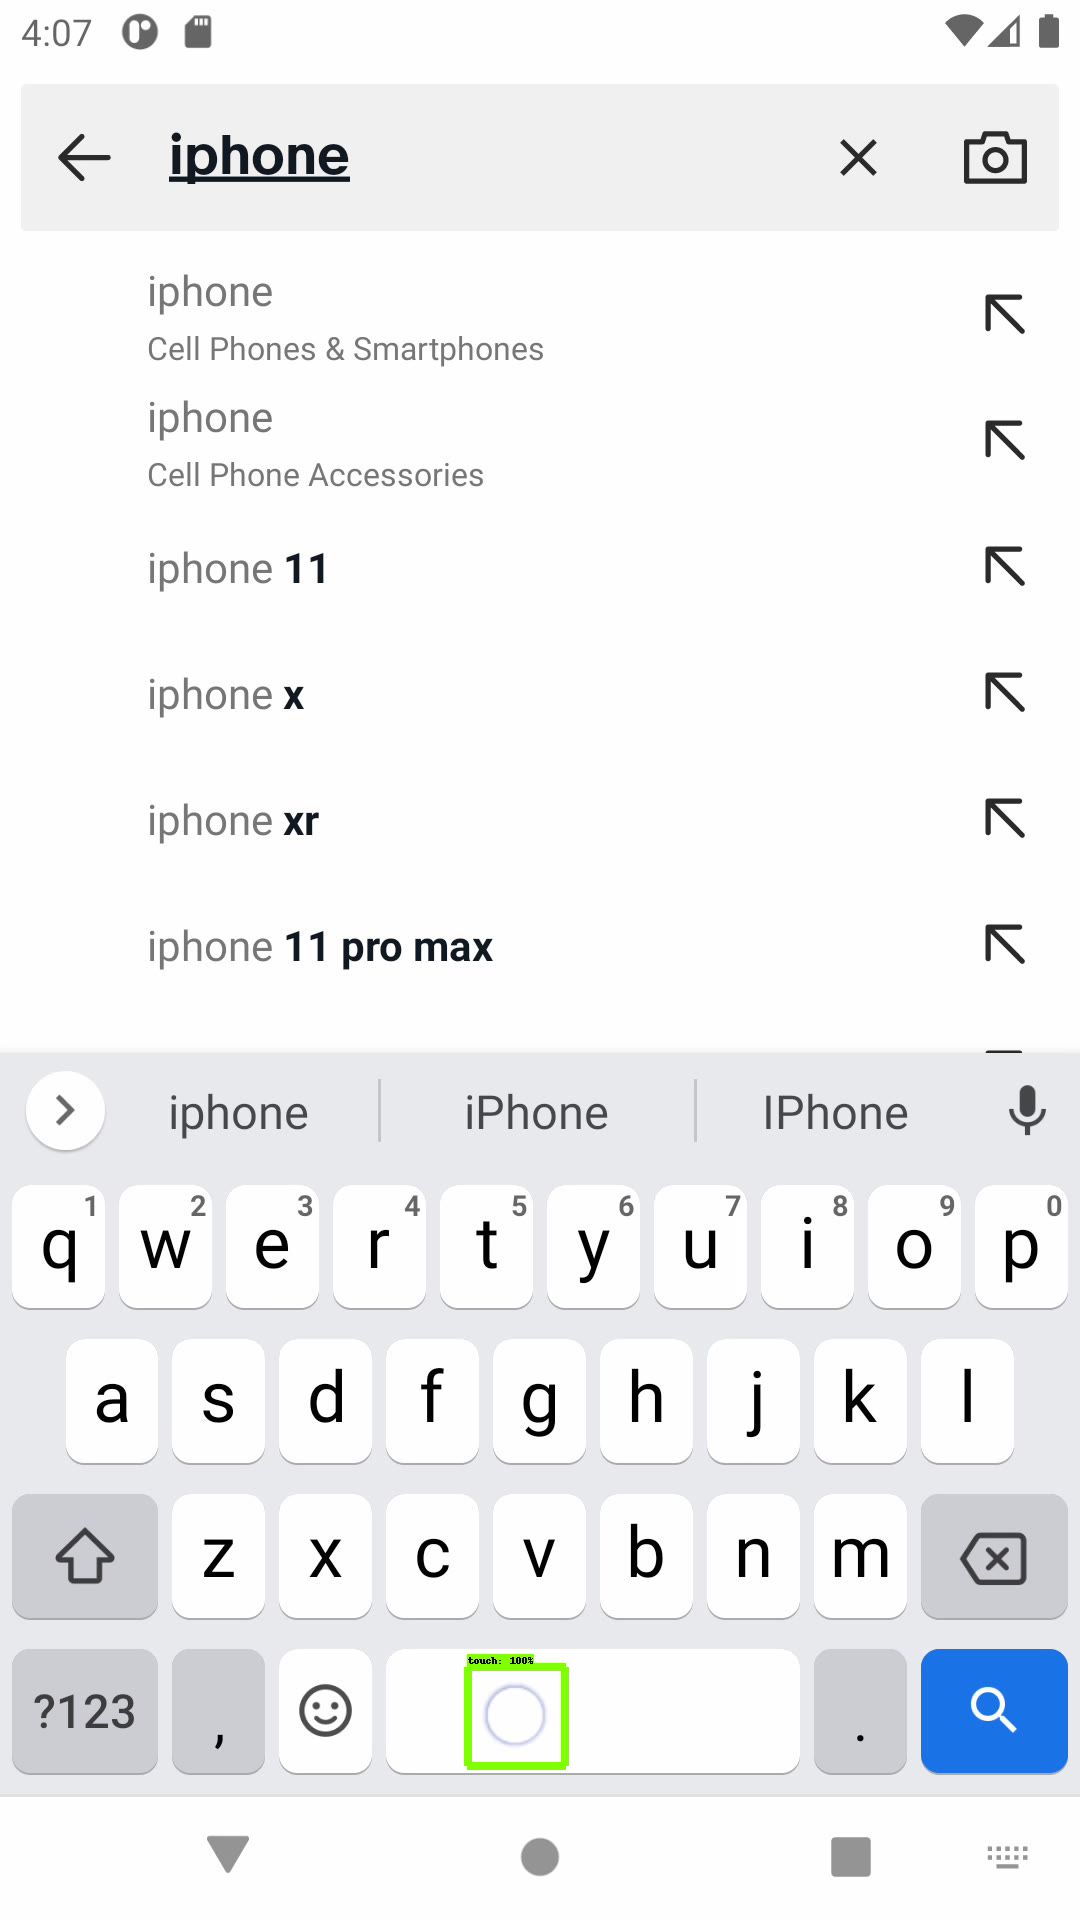 4:07
iphone
iphone
Cell Phones & Smartphones
iphone
Cell Phone Accessories
iphone 11
iphone x
iphone xr
iphone 11 pro max
iphone iPhone IPhone
1 2 3 4 5 6 7 8 9 0
q w e r t y u i o p
a s d f g h j k l
z x c v b n m
touch: 100%
?123 , .